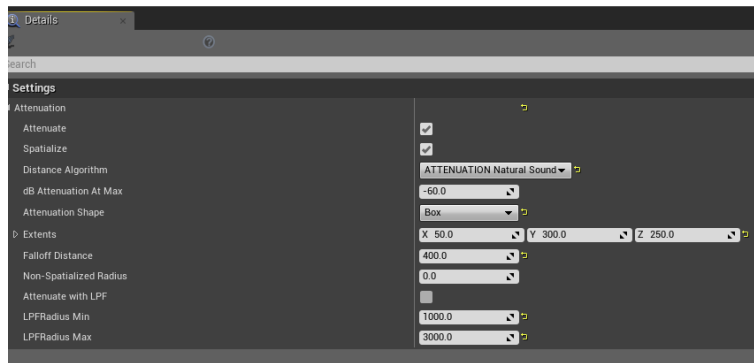 Details ×
Search
Settings
Attenuation
Attenuate
Spatialize
Distance Algorithm ATTENUATION Natural Sound
dB Attenuation At Max -60.0
Attenuation Shape Box
Extents X 50.0 Y 300.0 Z 250.0
Falloff Distance 400.0
Non-Spatialized Radius 0.0
Attenuate with LPF
LPFRadius Min 1000.0
LPFRadius Max 3000.0